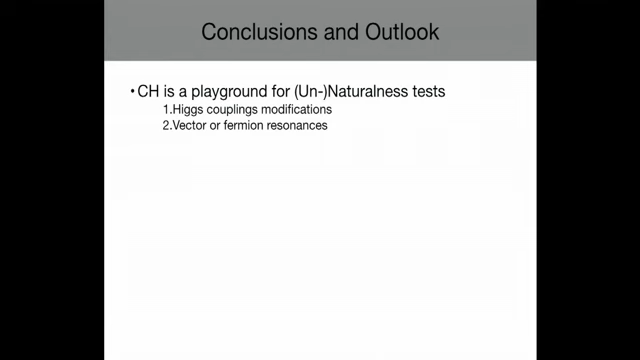 Conclusions and Outlook
•CH is a playground for (Un-)Naturalness tests
1.Higgs couplings modifications
2.Vector or fermion resonances